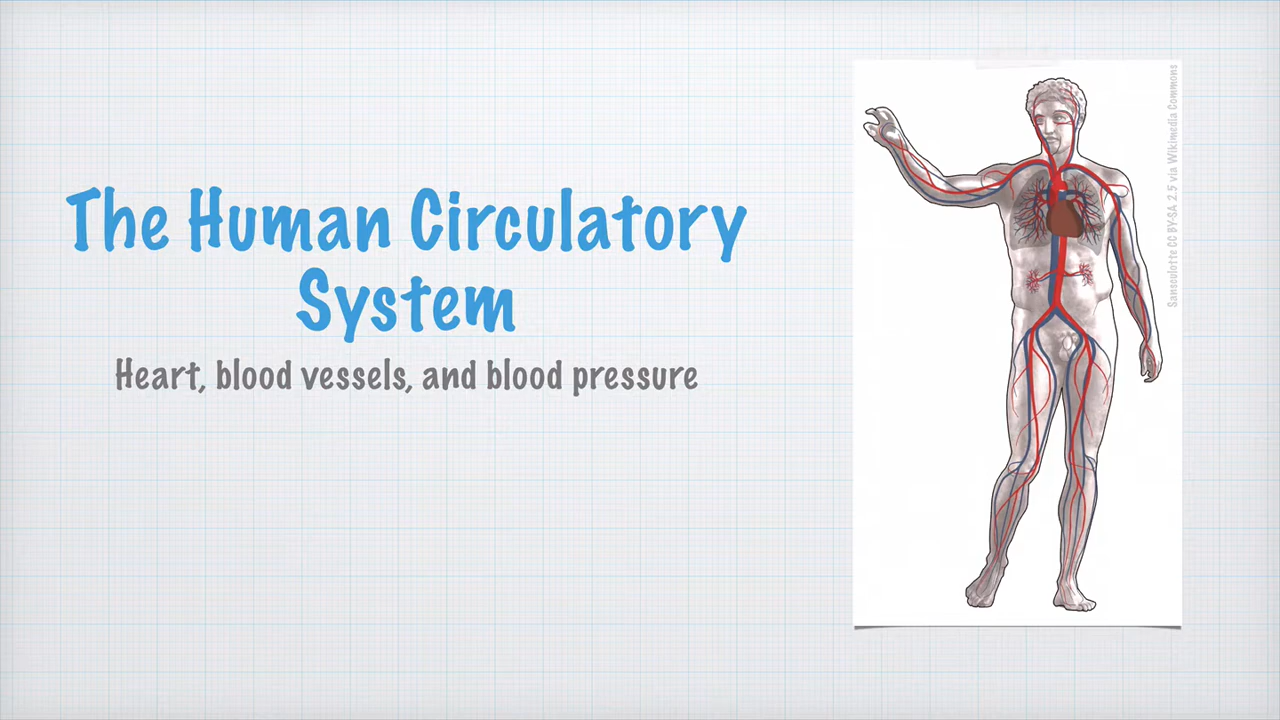 The Human Circulatory
System
Heart, blood vessels, and blood pressure
Sansculotte CC BY-SA 2.5 via Wikimedia Commons